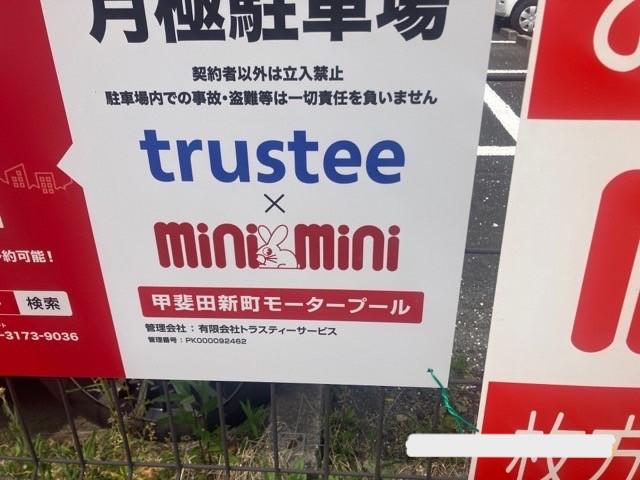 月極駐車場
契約者以外は立入禁止
駐車場内での事故・盗難等は一切責任を負いません
trustee
×
mini mini
甲斐田新町モータープール
管理会社：有限会社トラスティーサービス
管理番号：PK000092462
約可能！
検索
-3173-9036
枚方